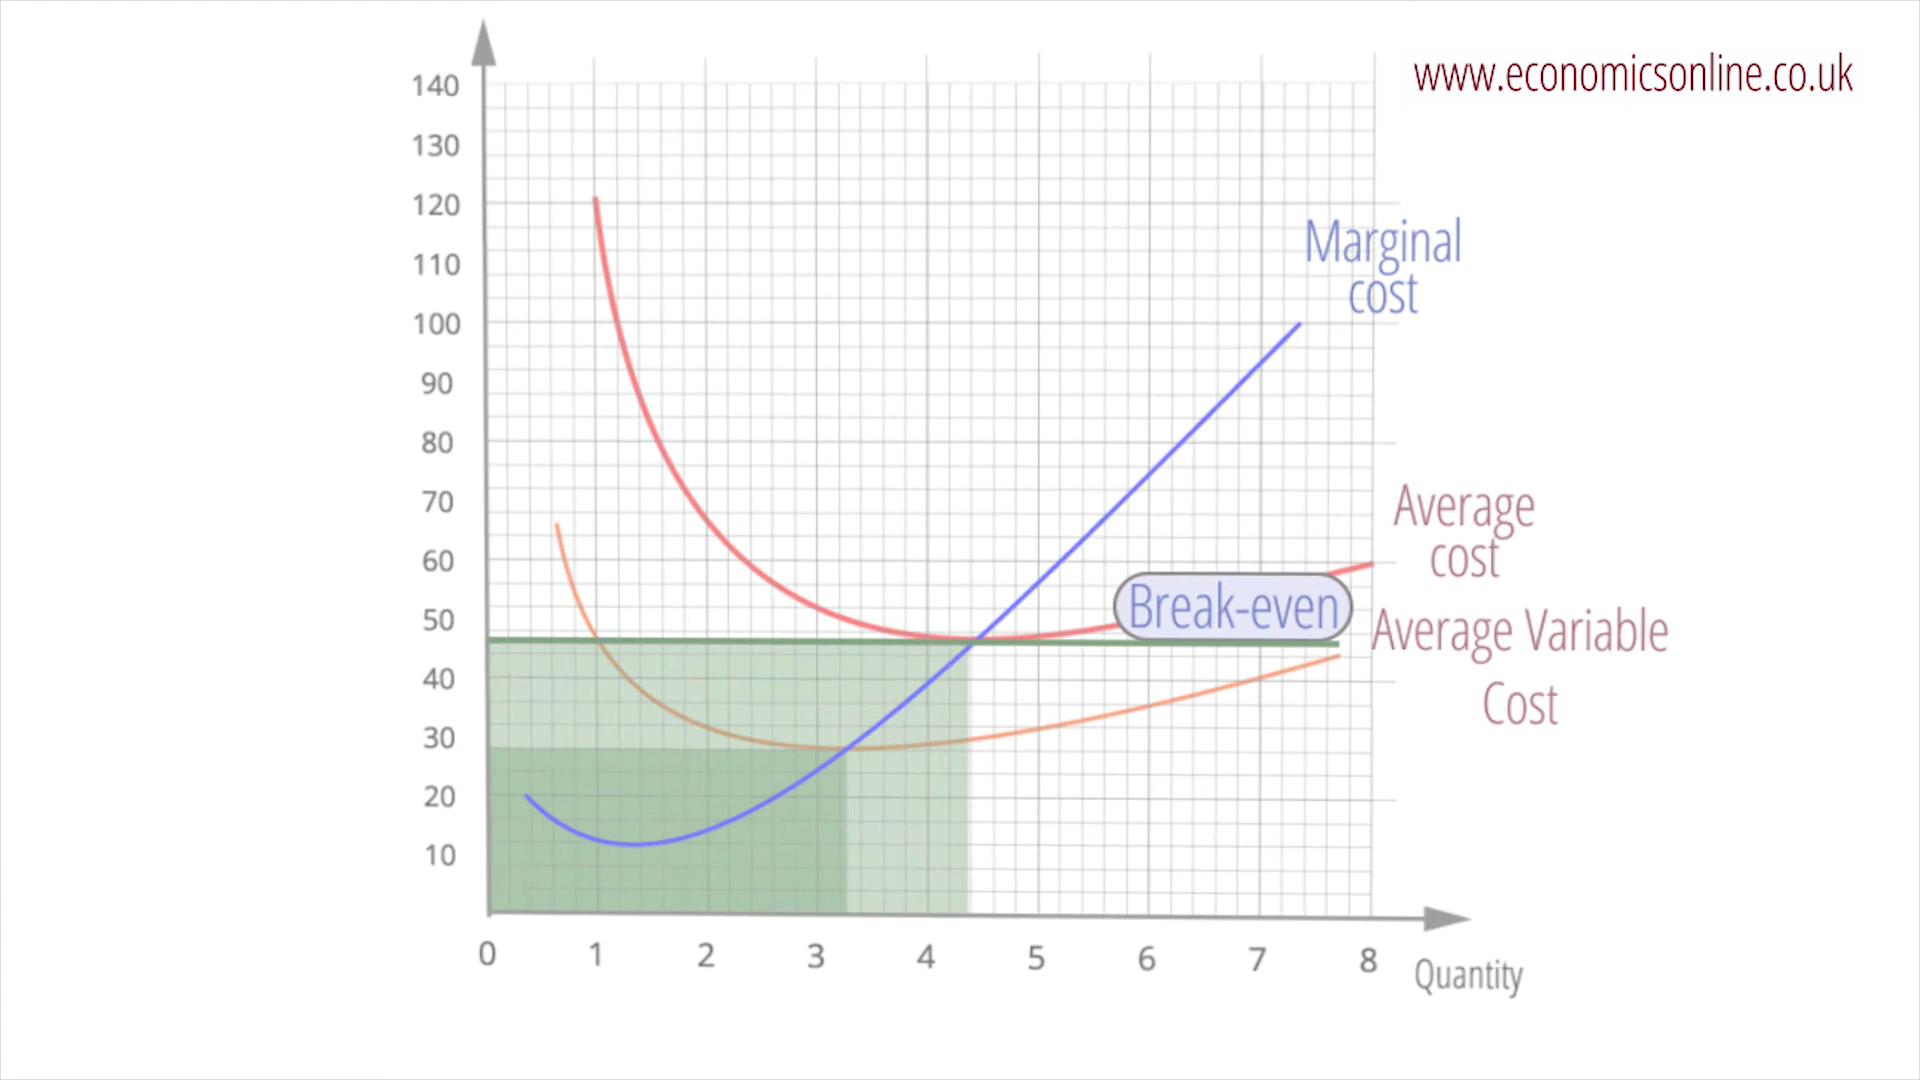 www.economicsonline.co.uk
140
130
120
110
100
90
80
70
60
50
40
30
20
10
Marginal
cost
Average
cost
Break-even
Average Variable
Cost
0 1 2 3 4 5 6 7 8
Quantity